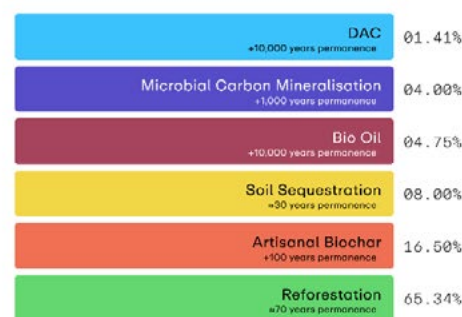 DAC 01.41%
+10,000 years permanence
Microbial Carbon Mineralisation 04.00%
+1,000 years permanence
Bio Oil 04.75%
+10,000 years permanence
Soil Sequestration 08.00%
≈30 years permanence
Artisanal Biochar 16.50%
+100 years permanence
Reforestation 65.34%
≈70 years permanence